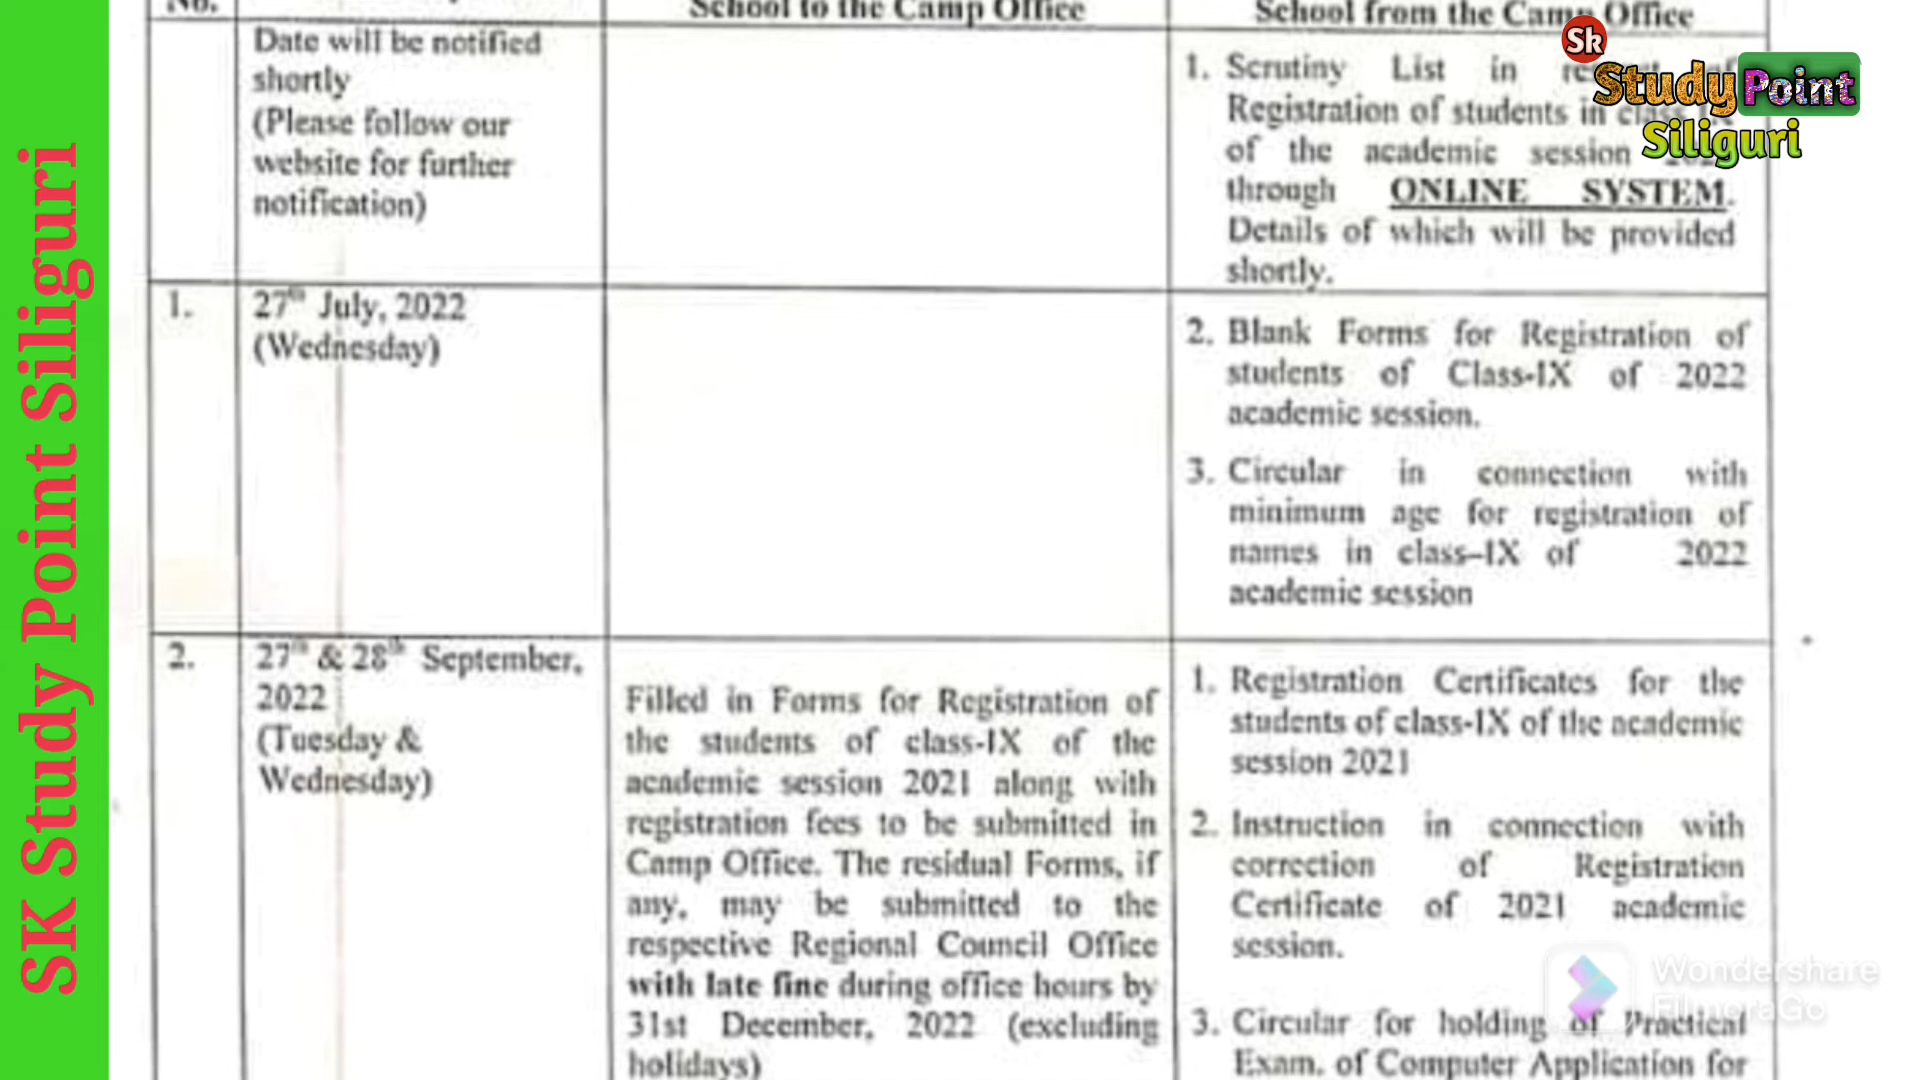 SK Study Point Siliguri
No.
School to the Camp Office
School from the Camp Office
Sk
Study Point
Siliguri
Date will be notified
shortly
(Please follow our
website for further
notification)
1. Scrutiny List in
Registration of students in class
of the academic session
through ONLINE SYSTEM.
Details of which will be provided
shortly.
1.
27th July, 2022
(Wednesday)
2. Blank Forms for Registration of
students of Class-IX of 2022
academic session.
3. Circular in connection with
minimum age for registration of
names in class–IX of 2022
academic session
2.
27th & 28th September,
2022
(Tuesday &
Wednesday)
Filled in Forms for Registration of
the students of class-IX of the
academic session 2021 along with
registration fees to be submitted in
Camp Office. The residual Forms, if
any, may be submitted to the
respective Regional Council Office
with late fine during office hours by
31st December, 2022 (excluding
holidays)
1. Registration Certificates for the
students of class-IX of the academic
session 2021
2. Instruction in connection with
correction of Registration
Certificate of 2021 academic
session.
3. Circular for holding of Practical
Exam. of Computer Application for
Wondershare
FilmoraGo